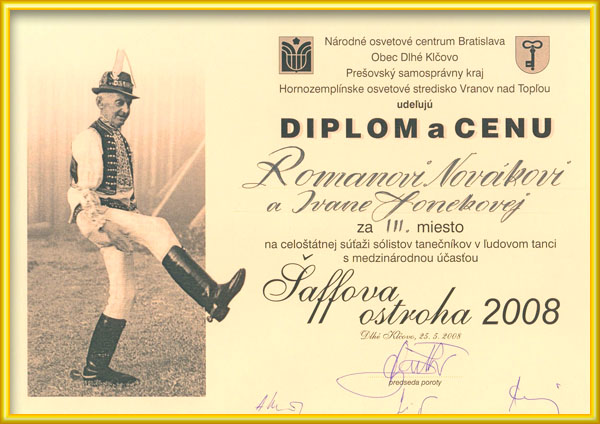 Národné osvetové centrum Bratislava
Obec Dlhé Klčovo
Prešovský samosprávny kraj
Hornozemplínske osvetové stredisko Vranov nad Topľou
udeľujú
DIPLOM a CENU
Romanovi Novákovi
a Ivane Honekovej
za III. miesto
na celoštátnej súťaži sólistov tanečníkov v ľudovom tanci
s medzinárodnou účasťou
Šaffova
ostroha 2008
Dlhé Klčovo, 25. 5. 2008
predseda poroty